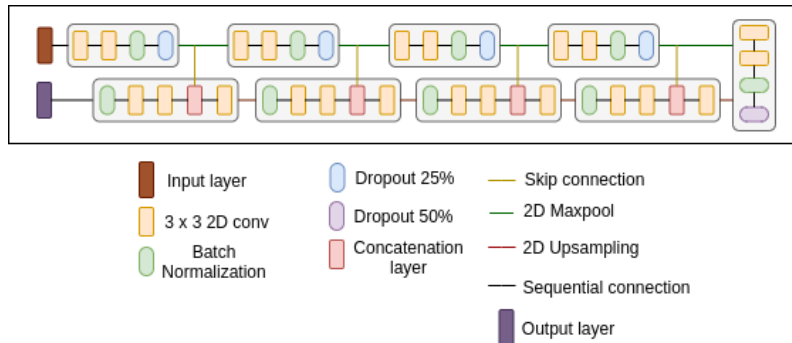 Input layer
3 x 3 2D conv
Batch
Normalization
Dropout 25%
Dropout 50%
Concatenation
layer
Skip connection
2D Maxpool
2D Upsampling
Sequential connection
Output layer